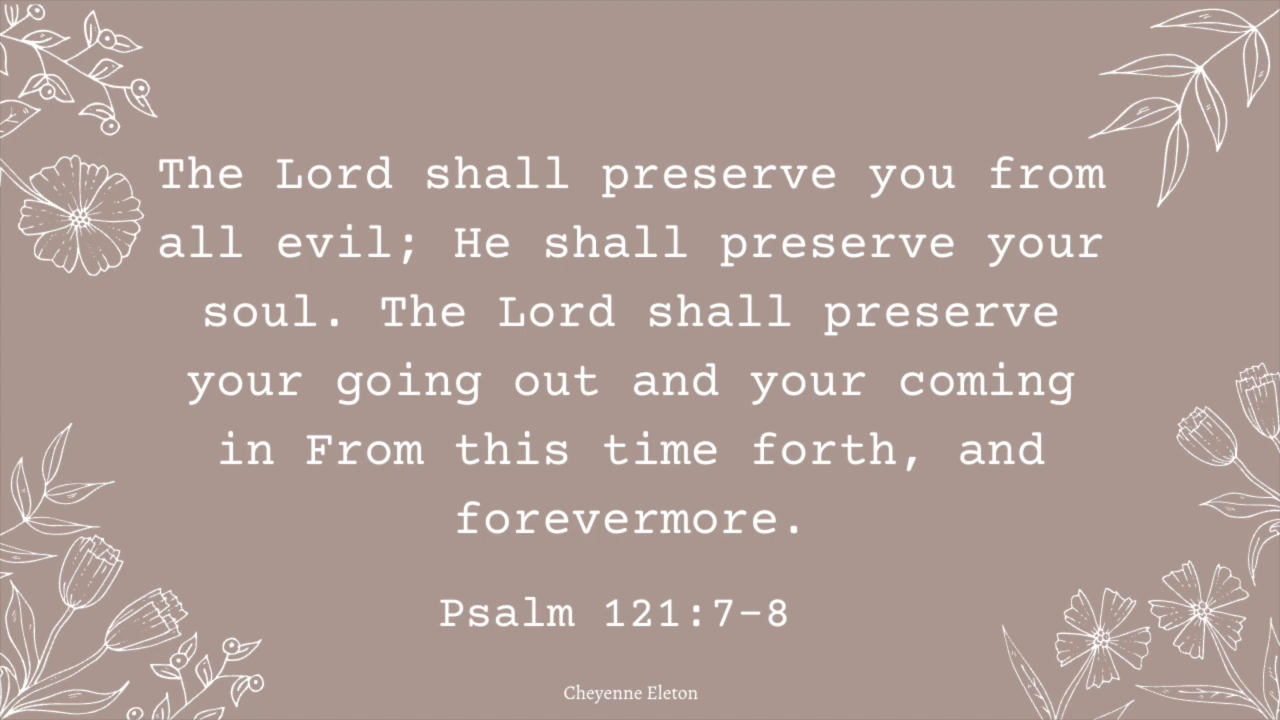 The Lord shall preserve you from
all evil; He shall preserve your
soul. The Lord shall preserve
your going out and your coming
in From this time forth, and
forevermore.
Psalm 121:7-8
Cheyenne Eleton